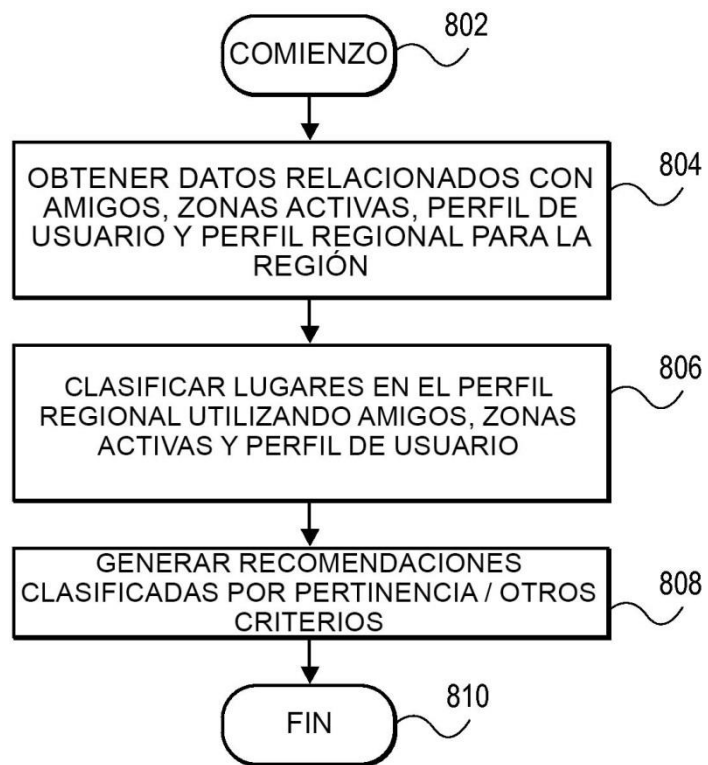 COMIENZO
802
OBTENER DATOS RELACIONADOS CON
AMIGOS, ZONAS ACTIVAS, PERFIL DE
USUARIO Y PERFIL REGIONAL PARA LA
REGIÓN
804
CLASIFICAR LUGARES EN EL PERFIL
REGIONAL UTILIZANDO AMIGOS, ZONAS
ACTIVAS Y PERFIL DE USUARIO
806
GENERAR RECOMENDACIONES
CLASIFICADAS POR PERTINENCIA / OTROS
CRITERIOS
808
FIN
810